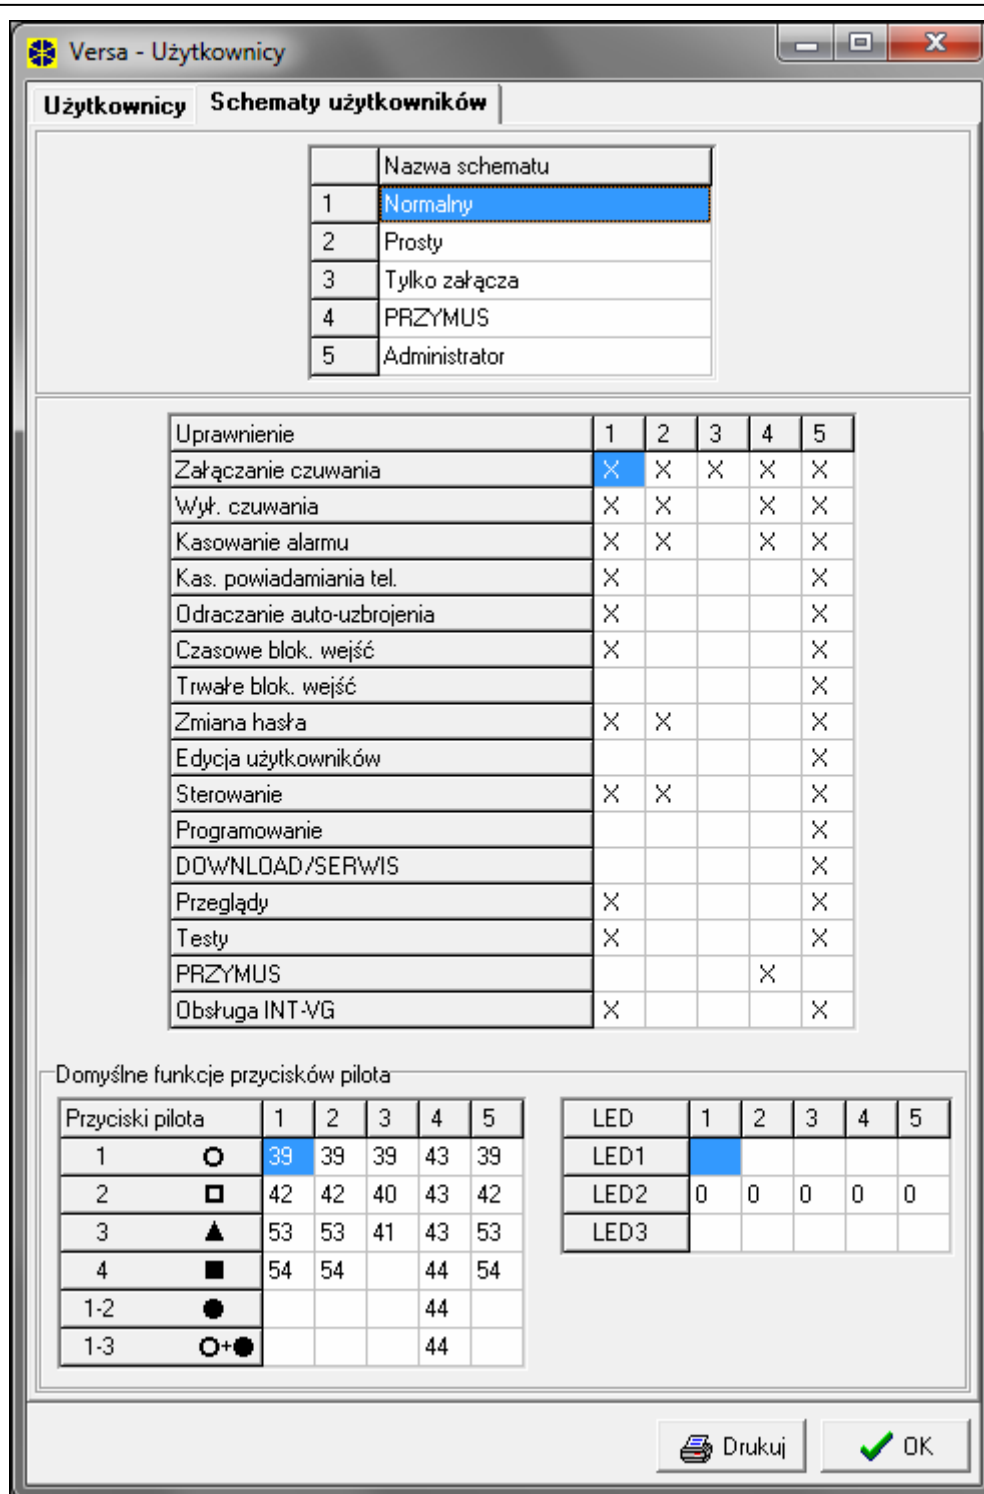 Versa - Użytkownicy
Użytkownicy Schematy użytkowników
Nazwa schematu
1 Normalny
2 Prosty
3 Tylko załącza
4 PRZYMUS
5 Administrator
Uprawnienie 1 2 3 4 5
Załączanie czuwania X X X X X
Wył. czuwania X X X X
Kasowanie alarmu X X X X
Kas. powiadamiania tel. X X
Odraczanie auto-uzbrojenia X X
Czasowe blok. wejść X X
Trwałe blok. wejść X
Zmiana hasła X X X
Edycja użytkowników X
Sterowanie X X X
Programowanie X
DOWNLOAD/SERWIS X
Przeglądy X X
Testy X X
PRZYMUS X
Obsługa INT-VG X X
Domyślne funkcje przycisków pilota
Przyciski pilota 1 2 3 4 5
1 39 39 39 43 39
2 42 42 40 43 42
3 53 53 41 43 53
4 54 54 44 54
1-2 44
1-3 + 44
LED 1 2 3 4 5
LED1
LED2 0 0 0 0 0
LED3
Drukuj OK